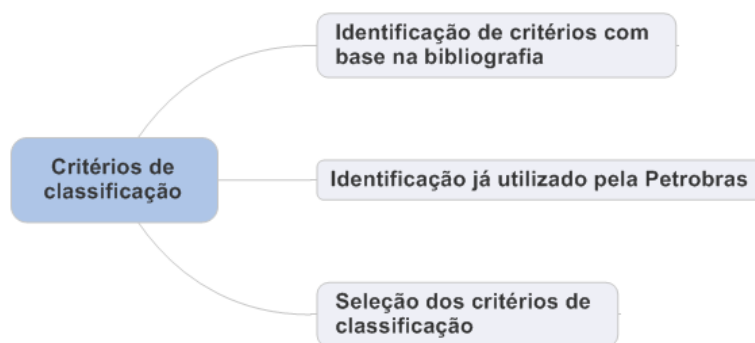 Identificação de critérios com
base na bibliografia
Critérios de
classificação
Identificação já utilizado pela Petrobras
Seleção dos critérios de
classificação